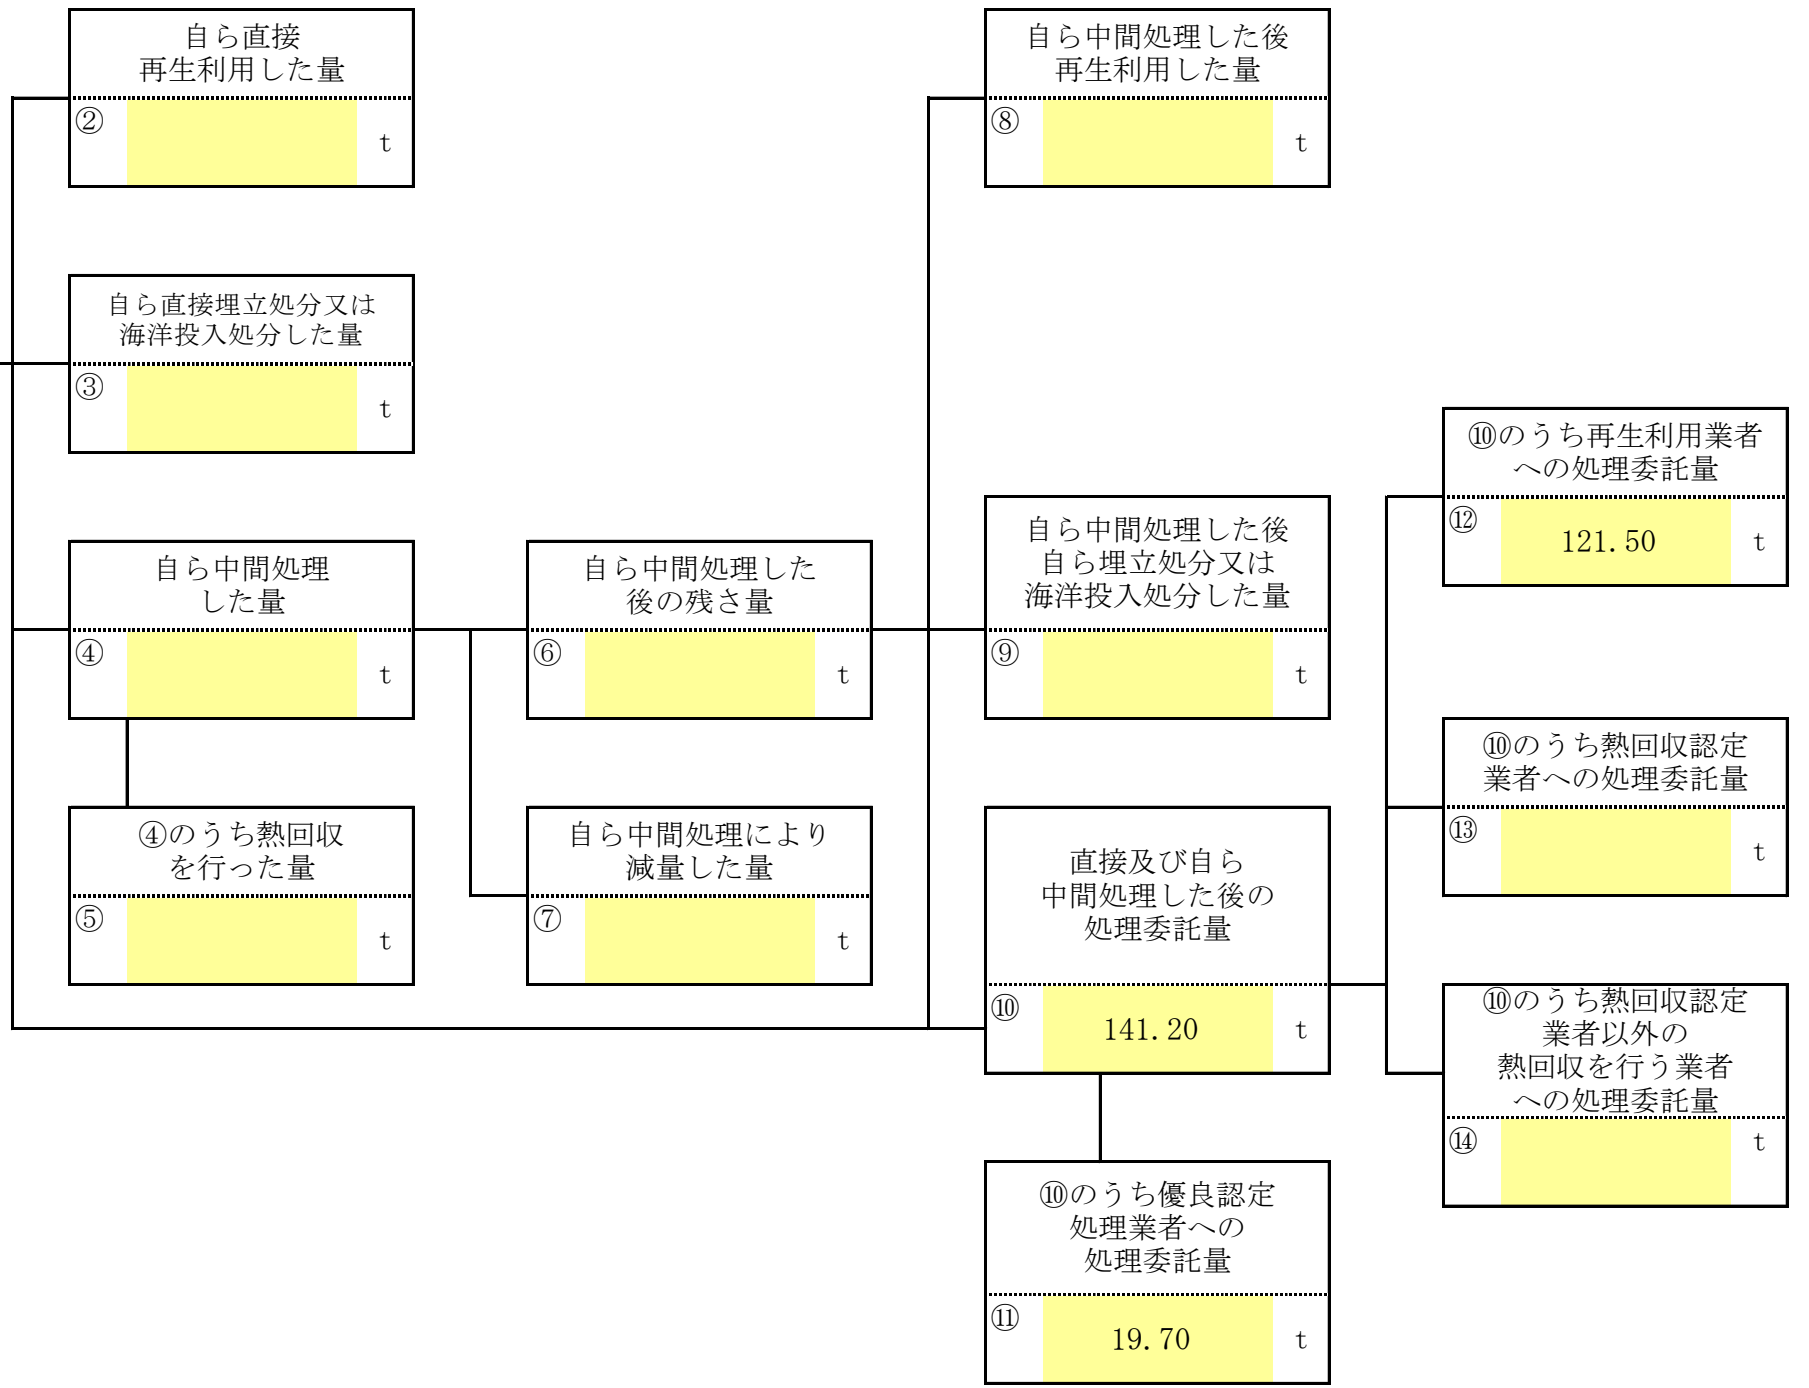 自ら直接
再生利用した量
②
t
自ら直接埋立処分又は
海洋投入処分した量
③
t
自ら中間処理
した量
④
t
④のうち熱回収
を行った量
⑤
t
自ら中間処理した
後の残さ量
⑥
t
自ら中間処理により
減量した量
⑦
t
自ら中間処理した後
再生利用した量
⑧
t
自ら中間処理した後
自ら埋立処分又は
海洋投入処分した量
⑨
t
直接及び自ら
中間処理した後の
処理委託量
⑩ 141.20 t
⑩のうち優良認定
処理業者への
処理委託量
⑪ 19.70 t
⑩のうち再生利用業者
への処理委託量
⑫ 121.50 t
⑩のうち熱回収認定
業者への処理委託量
⑬
t
⑩のうち熱回収認定
業者以外の
熱回収を行う業者
への処理委託量
⑭
t